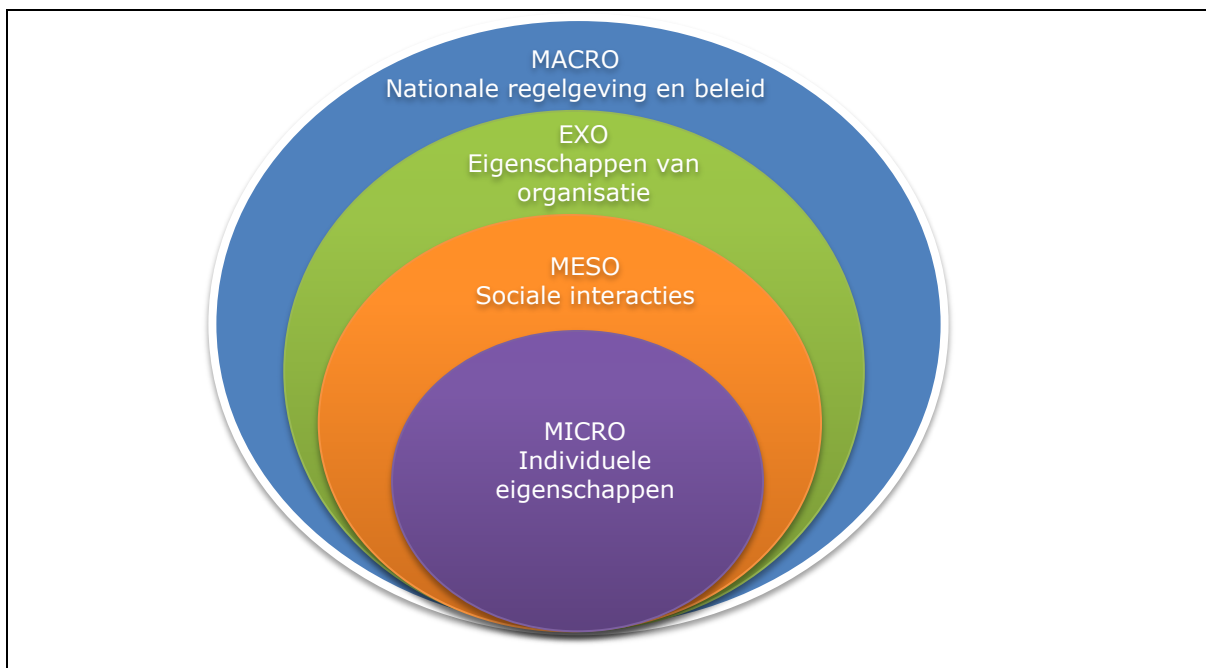 MACRO
Nationale regelgeving en beleid
EXO
Eigenschappen van
organisatie
MESO
Sociale interacties
MICRO
Individuele
eigenschappen